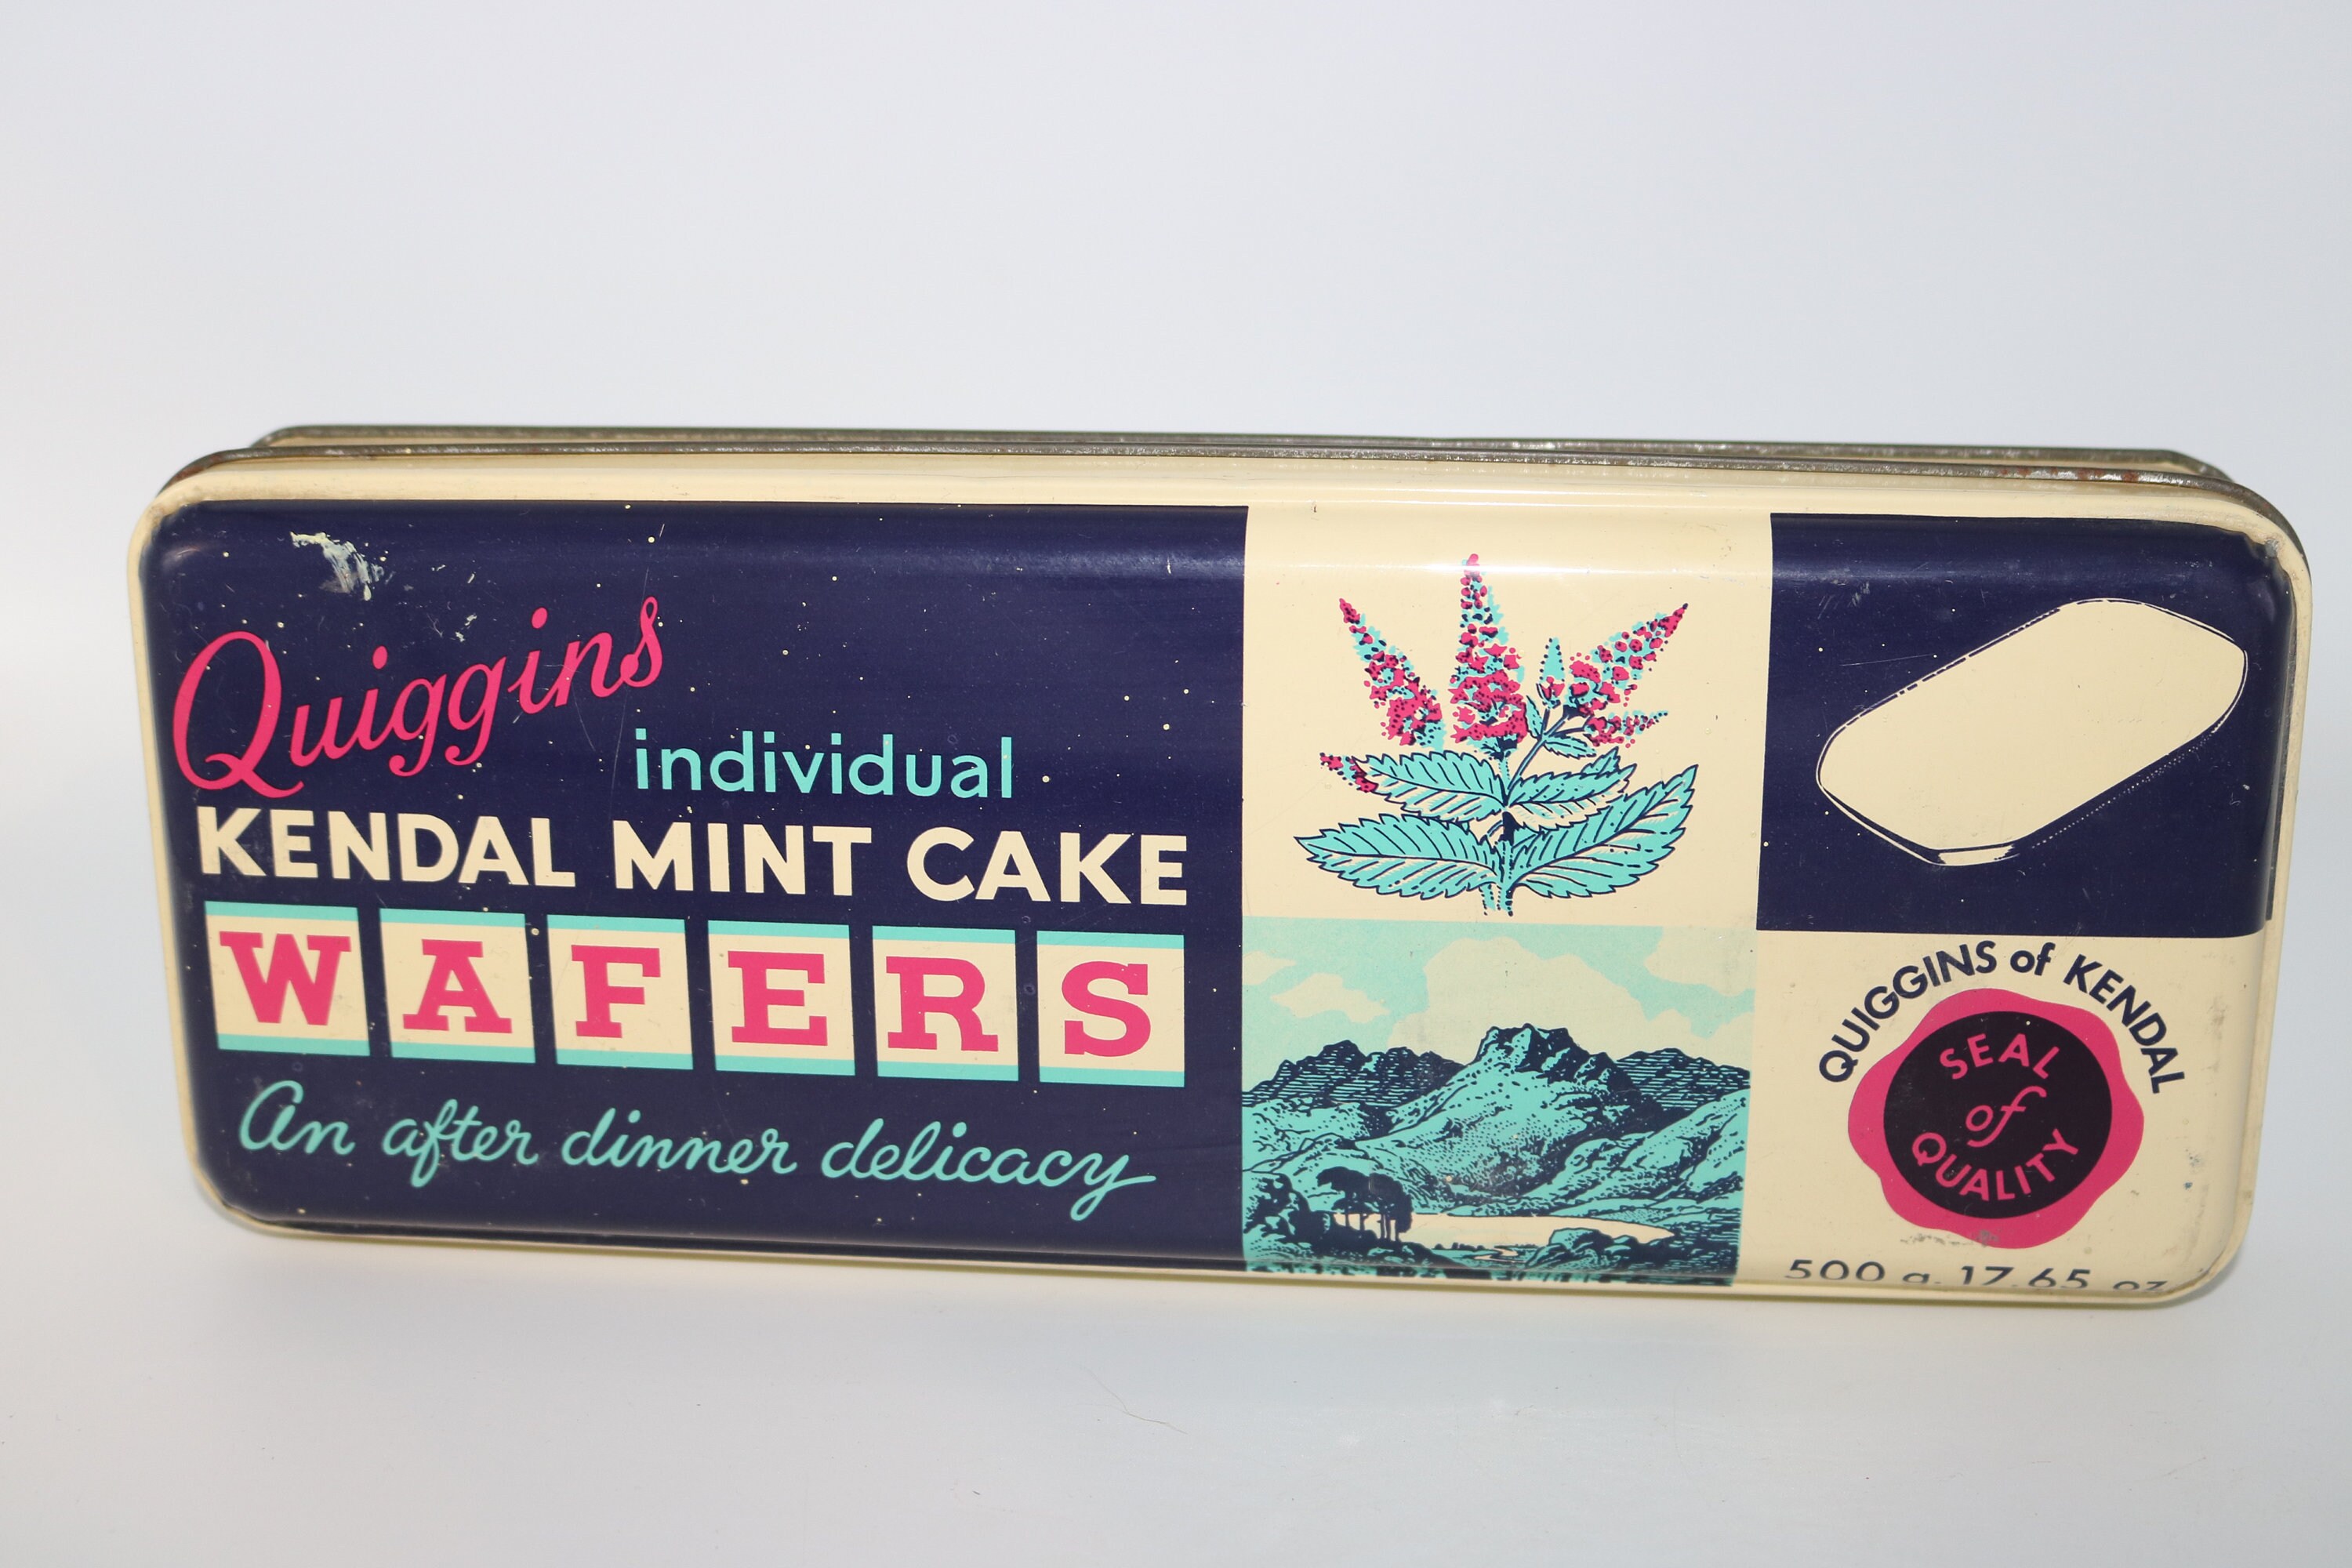 Quiggins
individual
KENDAL MINT CAKE
WAFERS
An after dinner delicacy
QUIGGINS of KENDAL
SEAL
of
QUALITY
500 g. 17.65 oz